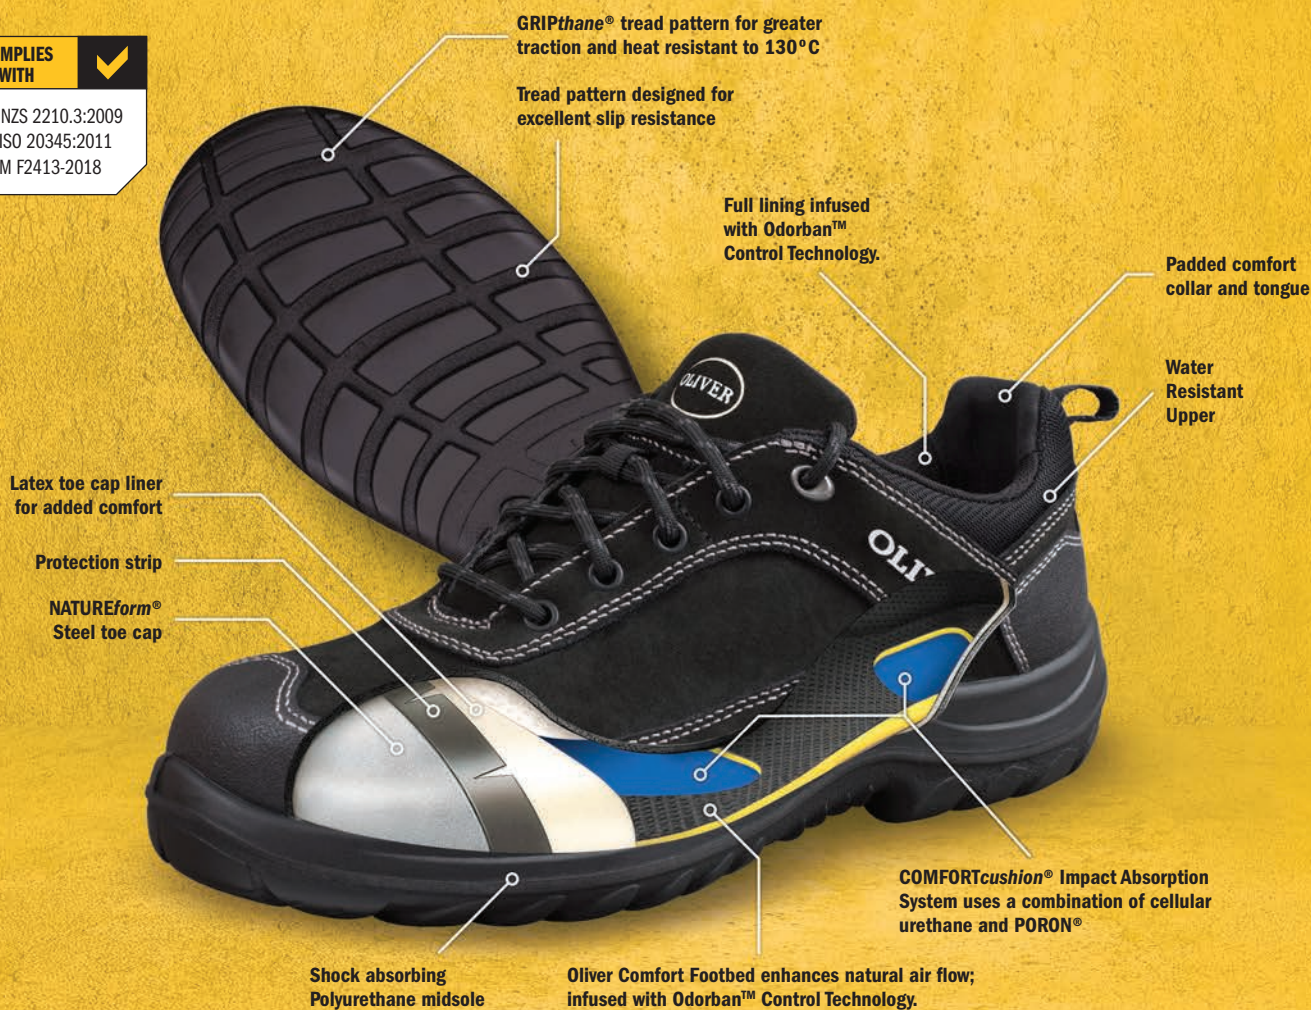 GRIPthane® tread pattern for greater
traction and heat resistant to 130°C
MPLIES
WITH
NZS 2210.3:2009
ISO 20345:2011
M F2413-2018
Tread pattern designed for
excellent slip resistance
Full lining infused
with Odorban™
Control Technology.
Padded comfort
collar and tongue
Water
Resistant
Upper
OLIVER
Latex toe cap liner
for added comfort
OLI
Protection strip
NATUREform®
Steel toe cap
COMFORTcushion® Impact Absorption
System uses a combination of cellular
urethane and PORON®
Shock absorbing
Polyurethane midsole
Oliver Comfort Footbed enhances natural air flow;
infused with Odorban™ Control Technology.